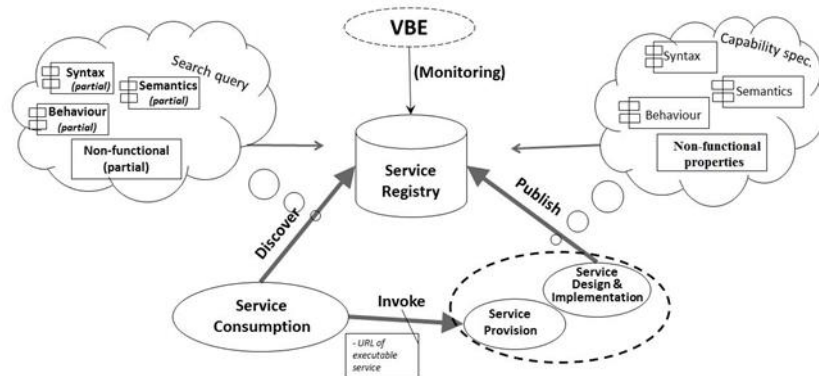 VBE
(Monitoring)
Search query
Syntax
(partial)
Semantics
(partial)
Behaviour
(partial)
Non-functional
(partial)
Capability spec.
Syntax
Semantics
Behaviour
Non-functional
properties
Service
Registry
Discover
Publish
Service
Consumption
Invoke
- URL of
executable
service
Service
Design &
Implementation
Service
Provision